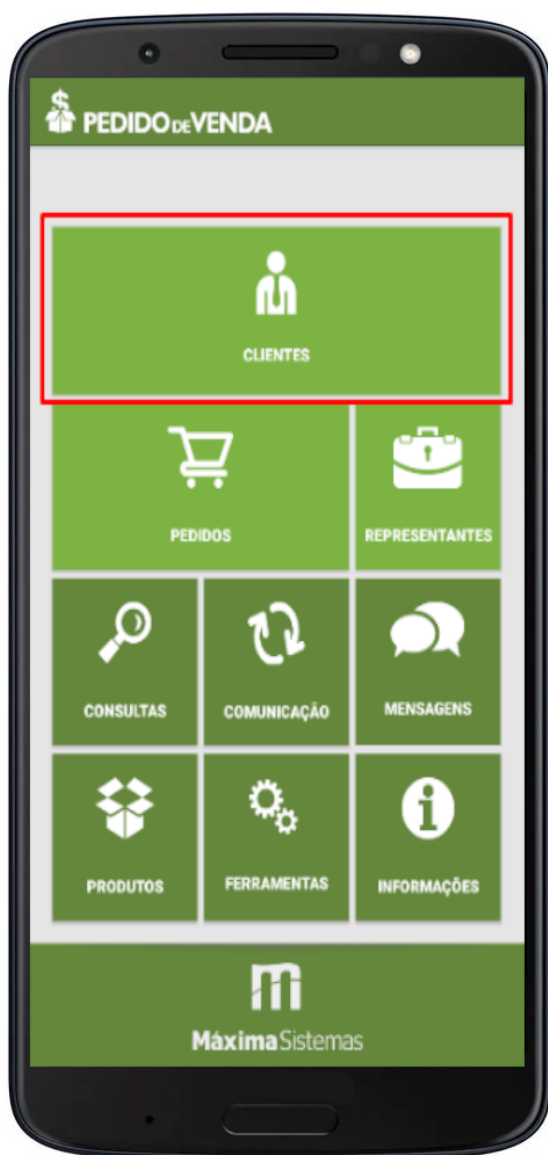 PEDIDO DE VENDA
CLIENTES
PEDIDOS
REPRESENTANTES
CONSULTAS
COMUNICAÇÃO
MENSAGENS
PRODUTOS
FERRAMENTAS
INFORMAÇÕES
Máxima Sistemas